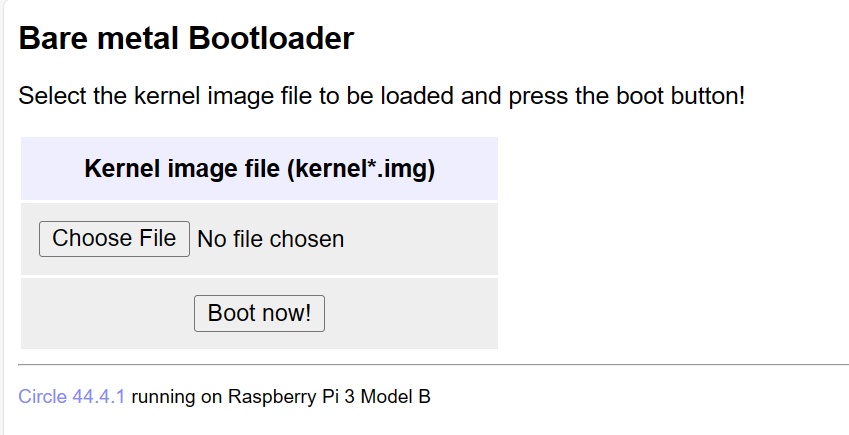 Bare metal Bootloader
Select the kernel image file to be loaded and press the boot button!
Kernel image file (kernel*.img)
Choose File No file chosen
Boot now!
Circle 44.4.1 running on Raspberry Pi 3 Model B